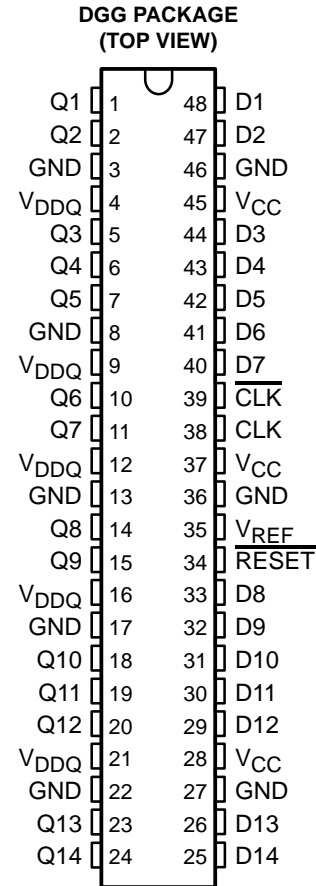 DGG PACKAGE
(TOP VIEW)
Q1 1 48 D1
Q2 2 47 D2
GND 3 46 GND
VDDQ 4 45 VCC
Q3 5 44 D3
Q4 6 43 D4
Q5 7 42 D5
GND 8 41 D6
VDDQ 9 40 D7
Q6 10 39 C̅L̅K̅
Q7 11 38 CLK
VDDQ 12 37 VCC
GND 13 36 GND
Q8 14 35 VREF
Q9 15 34 R̅E̅S̅E̅T̅
VDDQ 16 33 D8
GND 17 32 D9
Q10 18 31 D10
Q11 19 30 D11
Q12 20 29 D12
VDDQ 21 28 VCC
GND 22 27 GND
Q13 23 26 D13
Q14 24 25 D14